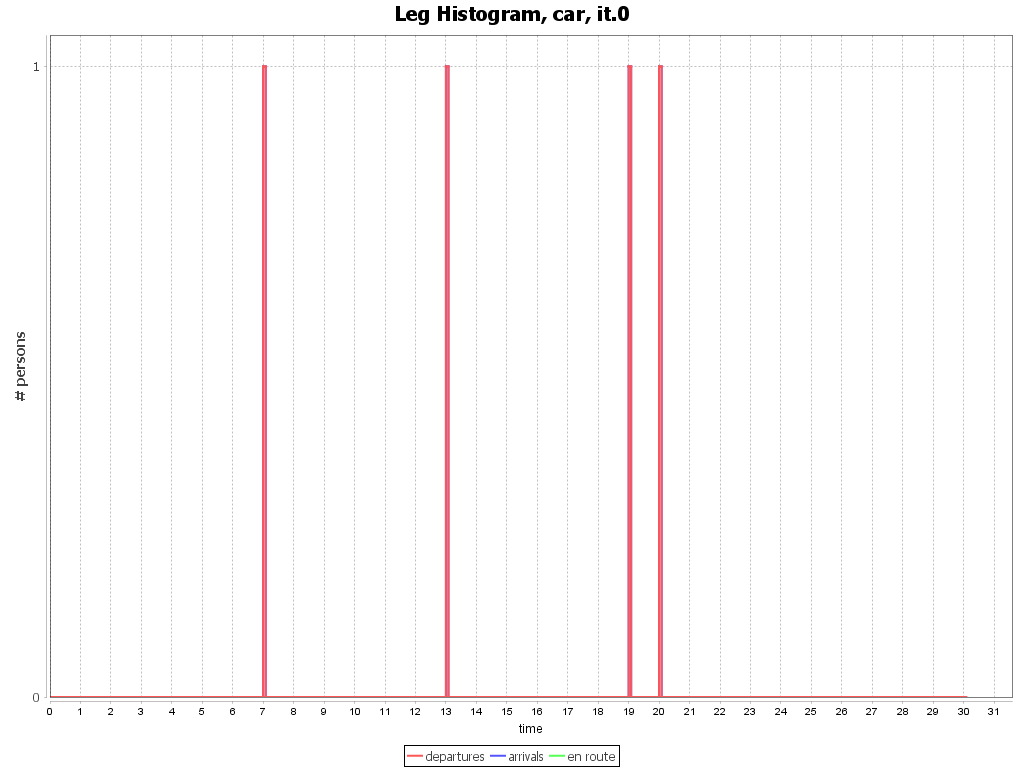 Leg Histogram, car, it.0
# persons
1
0
0 1 2 3 4 5 6 7 8 9 10 11 12 13 14 15 16 17 18 19 20 21 22 23 24 25 26 27 28 29 30 31
time
departures arrivals en route